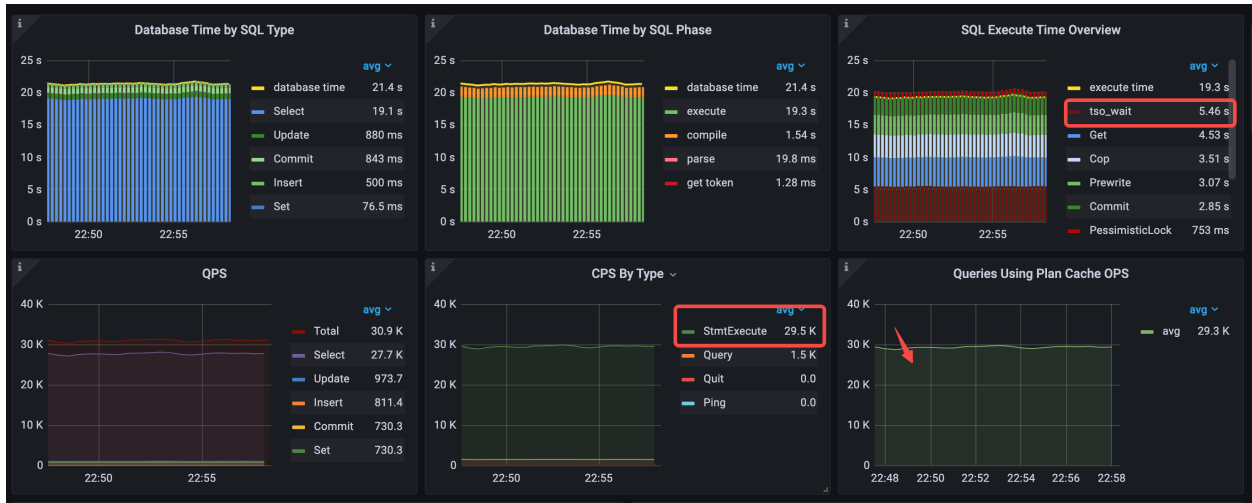 Database Time by SQL Type
25 s
20 s
15 s
10 s
5 s
0 s
22:50 22:55
avg
database time 21.4 s
Select 19.1 s
Update 880 ms
Commit 843 ms
Insert 500 ms
Set 76.5 ms
Database Time by SQL Phase
25 s
20 s
15 s
10 s
5 s
0 s
22:50 22:55
avg
database time 21.4 s
execute 19.3 s
compile 1.54 s
parse 19.8 ms
get token 1.28 ms
SQL Execute Time Overview
25 s
20 s
15 s
10 s
5 s
0 s
22:50 22:55
avg
execute time 19.3 s
tso_wait 5.46 s
Get 4.53 s
Cop 3.51 s
Prewrite 3.07 s
Commit 2.85 s
PessimisticLock 753 ms
QPS
40 K
30 K
20 K
10 K
0
22:50 22:55
avg
Total 30.9 K
Select 27.7 K
Update 973.7
Insert 811.4
Commit 730.3
Set 730.3
CPS By Type
40 K
30 K
20 K
10 K
0
22:50 22:55
avg
StmtExecute 29.5 K
Query 1.5 K
Quit 0.0
Ping 0.0
Queries Using Plan Cache OPS
40 K
30 K
20 K
10 K
0
22:48 22:50 22:52 22:54 22:56 22:58
avg
avg 29.3 K